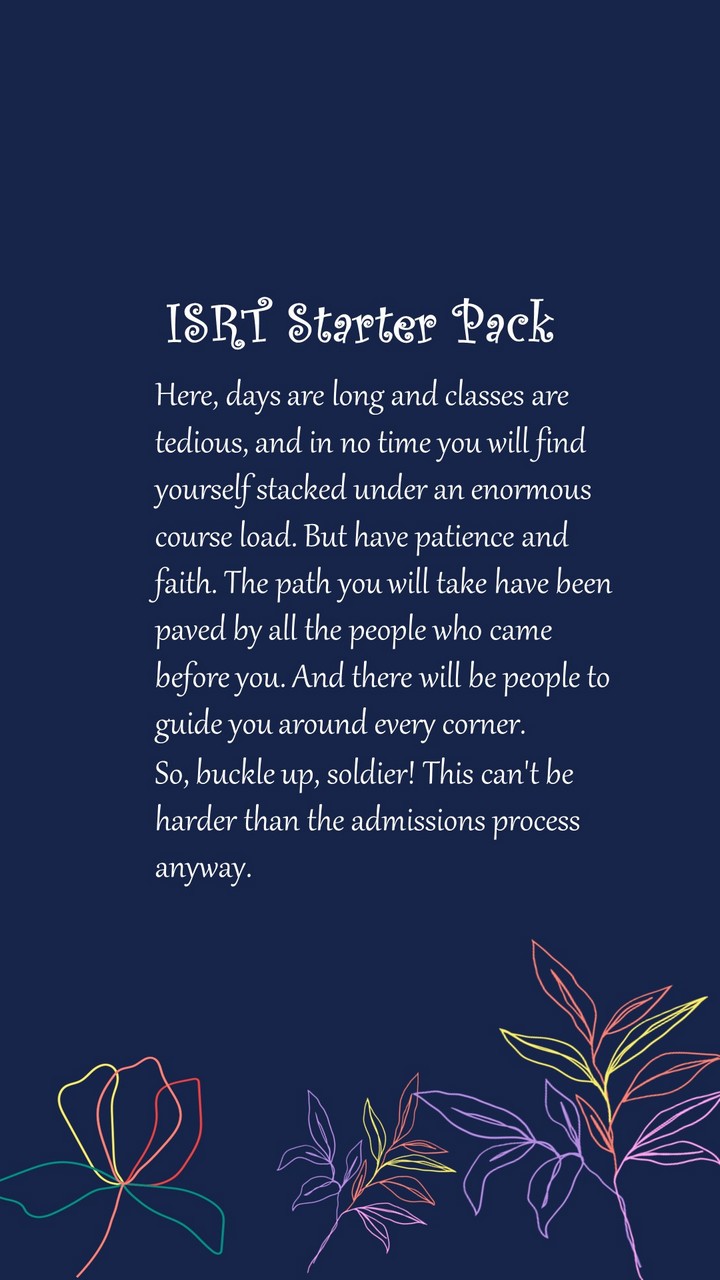 ISRT Starter Pack
Here, days are long and classes are
tedious, and in no time you will find
yourself stacked under an enormous
course load. But have patience and
faith. The path you will take have been
paved by all the people who came
before you. And there will be people to
guide you around every corner.
So, buckle up, soldier! This can't be
harder than the admissions process
anyway.